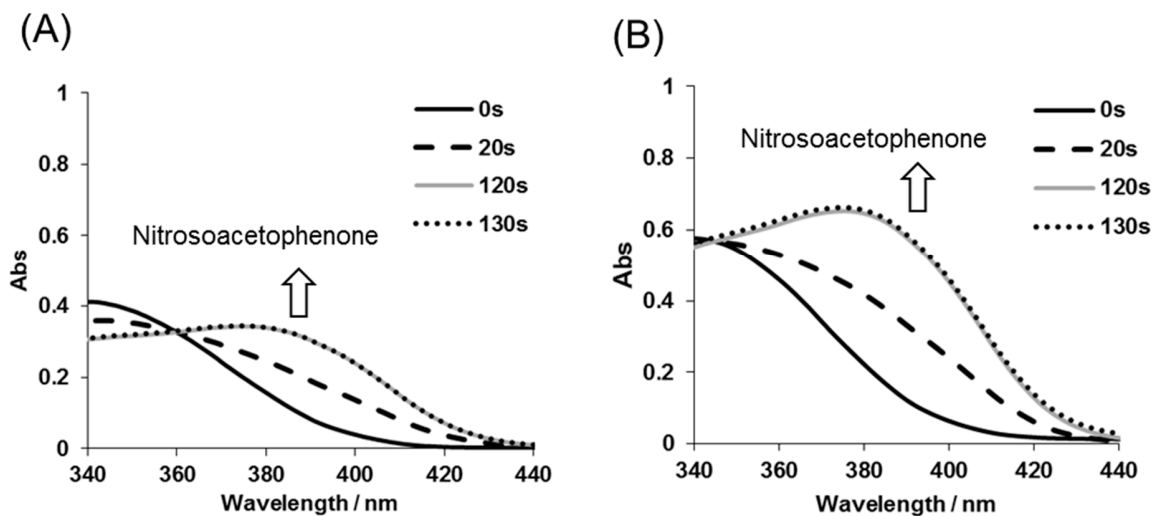 (A)
1
0.8
0.6
0.4
0.2
0
Abs
0s
20s
120s
130s
Nitrosoacetophenone
340
360
380
400
420
440
Wavelength / nm
(B)
1
0.8
0.6
0.4
0.2
0
Abs
0s
20s
120s
130s
Nitrosoacetophenone
340
360
380
400
420
440
Wavelength / nm